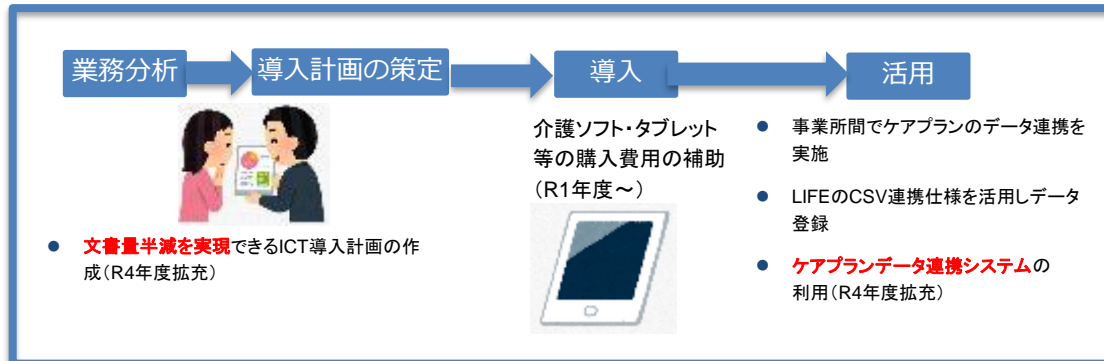 業務分析
導入計画の策定
導入
活用
● 文書量半減を実現できるICT導入計画の作
成(R4年度拡充)
介護ソフト・タブレット
等の購入費用の補助
(R1年度~)
● 事業所間でケアプランのデータ連携を
実施
● LIFEのCSV連携仕様を活用しデータ
登録
● ケアプランデータ連携システムの
利用(R4年度拡充)